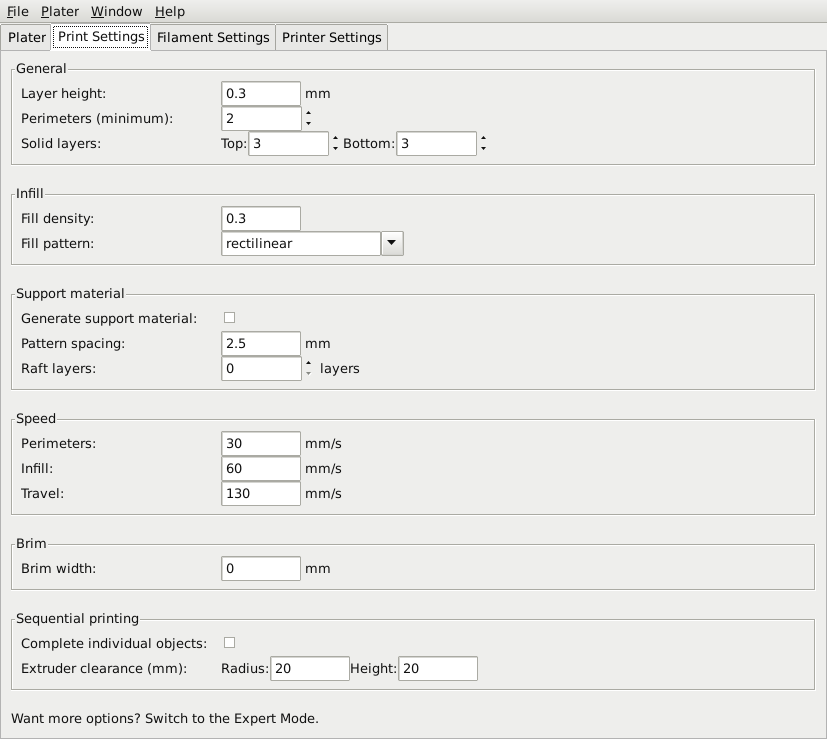 File Plater Window Help
Plater Print Settings Filament Settings Printer Settings
General
Layer height: 0.3 mm
Perimeters (minimum): 2
Solid layers: Top: 3 Bottom: 3
Infill
Fill density: 0.3
Fill pattern: rectilinear
Support material
Generate support material:
Pattern spacing: 2.5 mm
Raft layers: 0 layers
Speed
Perimeters: 30 mm/s
Infill: 60 mm/s
Travel: 130 mm/s
Brim
Brim width: 0 mm
Sequential printing
Complete individual objects:
Extruder clearance (mm): Radius: 20 Height: 20
Want more options? Switch to the Expert Mode.